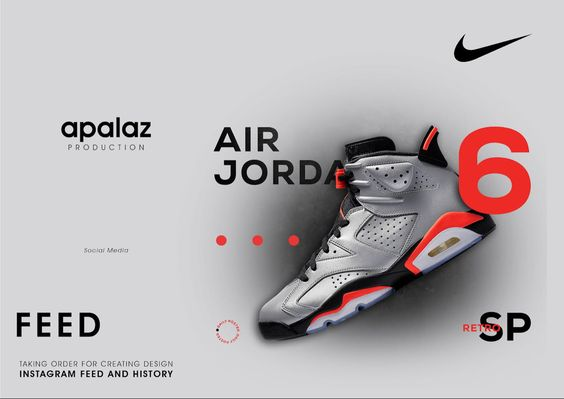 apalaz
PRODUCTION
AIR
JORDA
6
Social Media
FEED
RETRO
SP
TAKING ORDER FOR CREATING DESIGN
INSTAGRAM FEED AND HISTORY